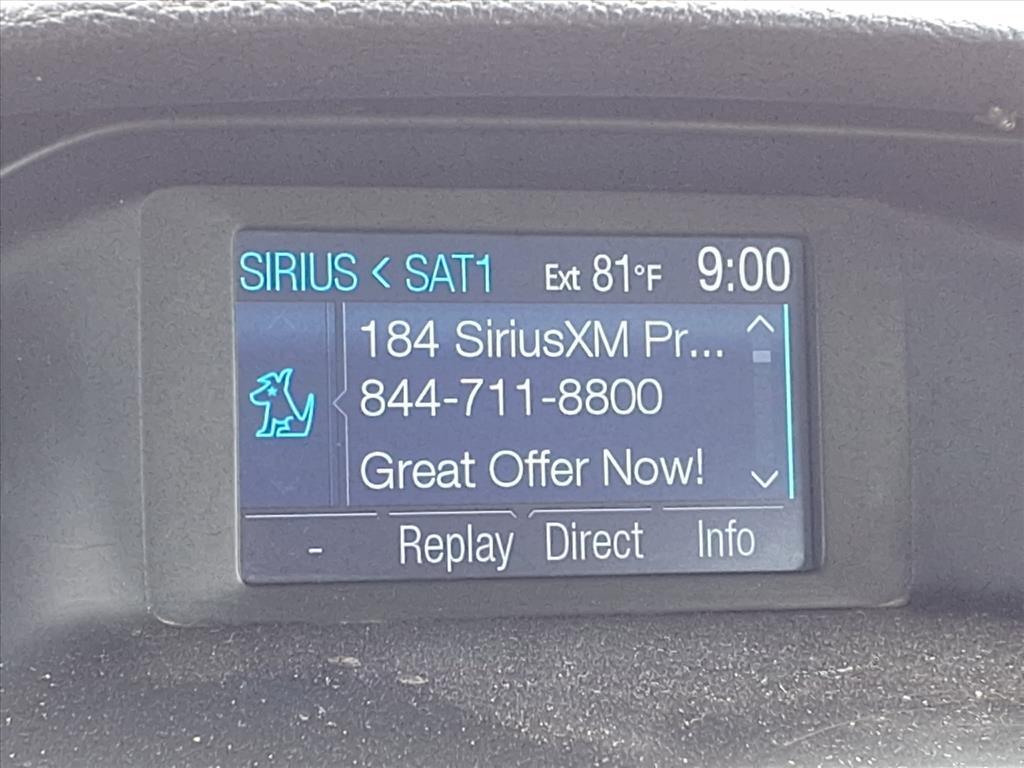 SIRIUS < SAT1 Ext 81°F 9:00
184 SiriusXM Pr...
844-711-8800
Great Offer Now!
- Replay Direct Info